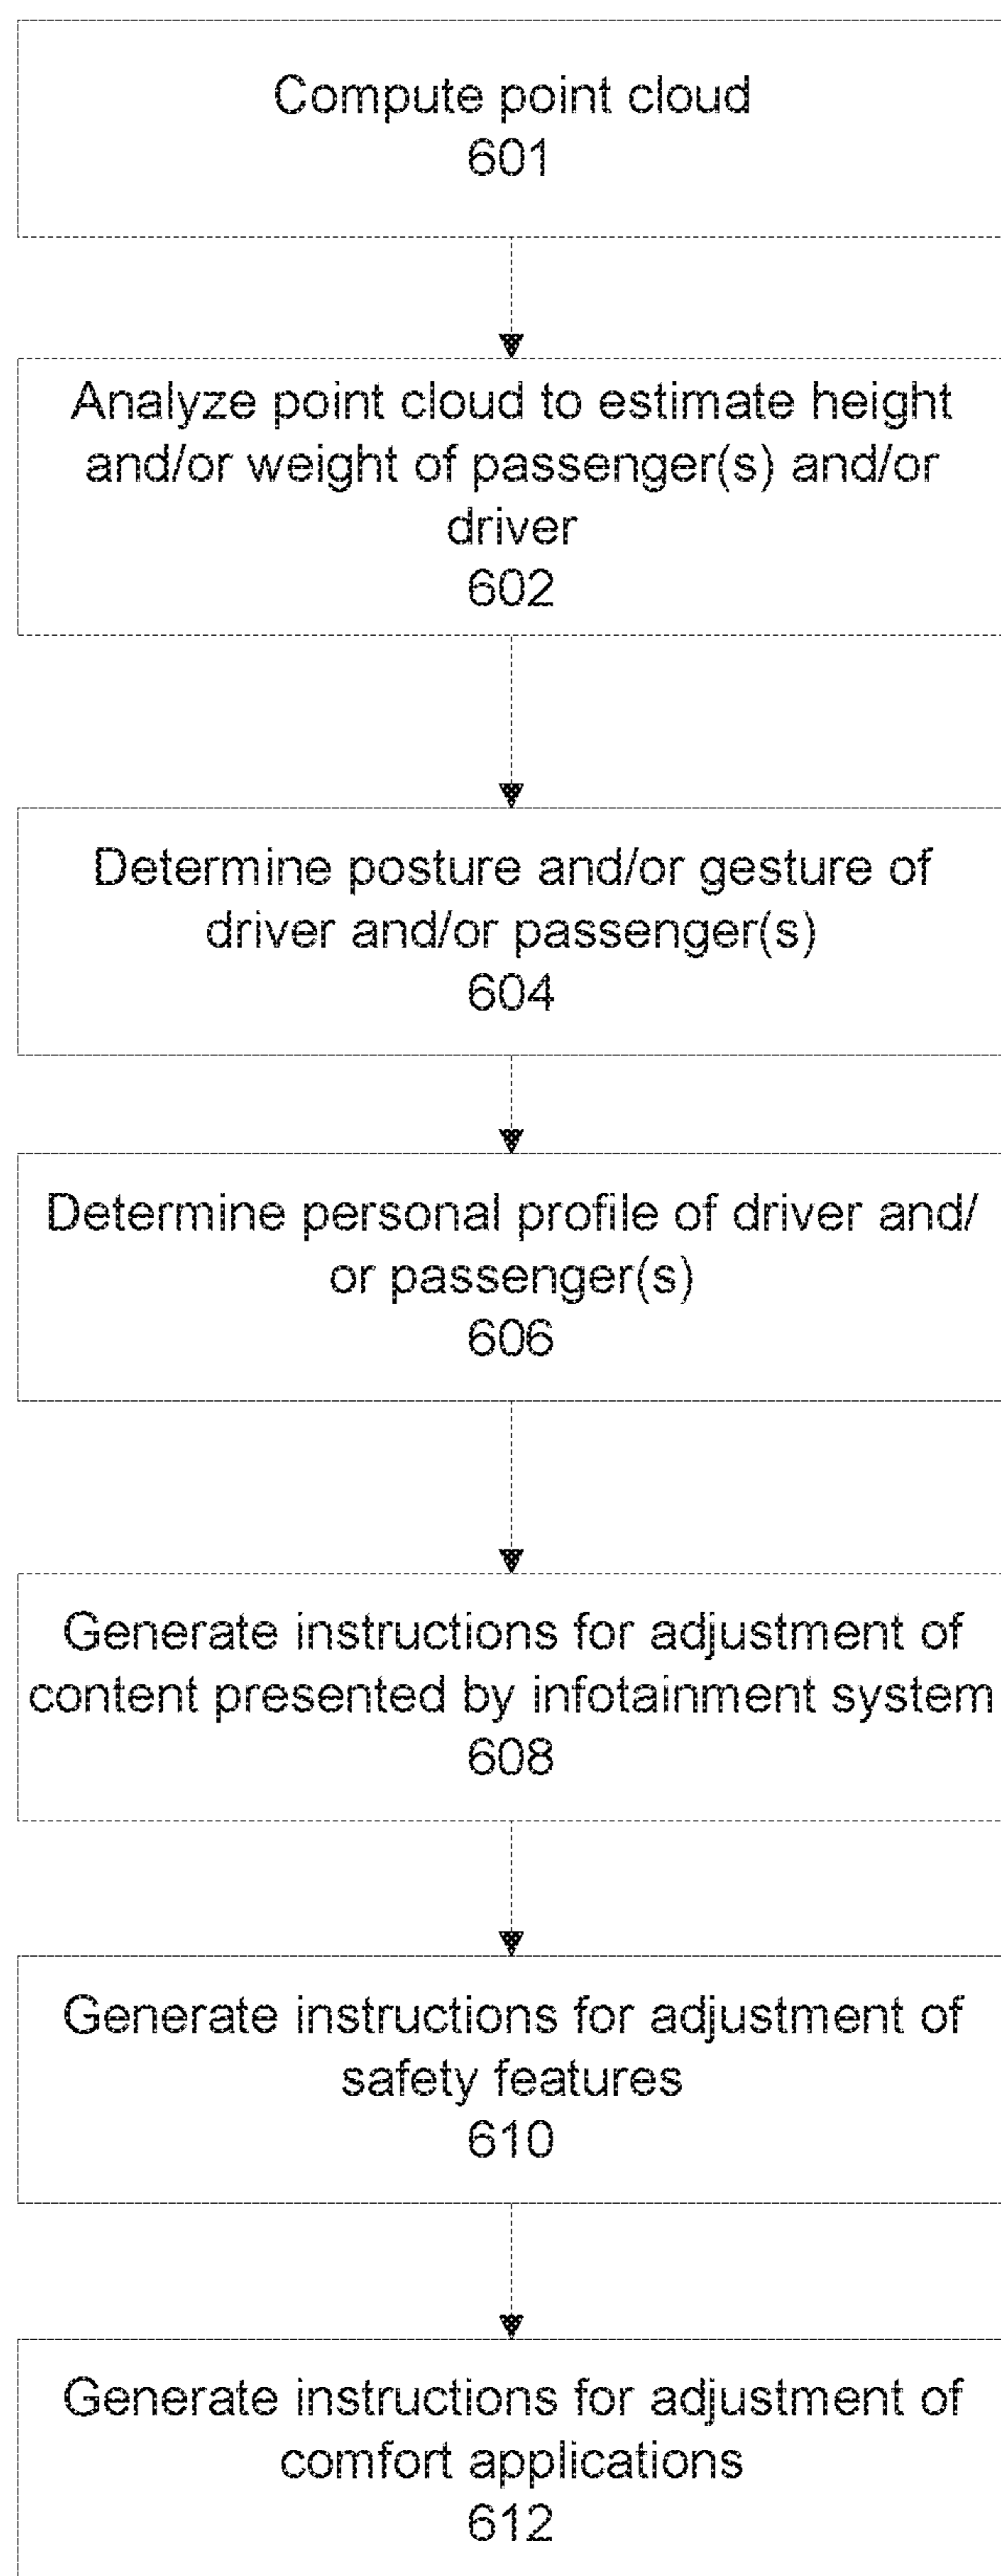 Compute point cloud
601
Analyze point cloud to estimate height
and/or weight of passenger(s) and/or
driver
602
Determine posture and/or gesture of
driver and/or passenger(s)
604
Determine personal profile of driver and/
or passenger(s)
606
Generate instructions for adjustment of
content presented by infotainment system
608
Generate instructions for adjustment of
safety features
610
Generate instructions for adjustment of
comfort applications
612